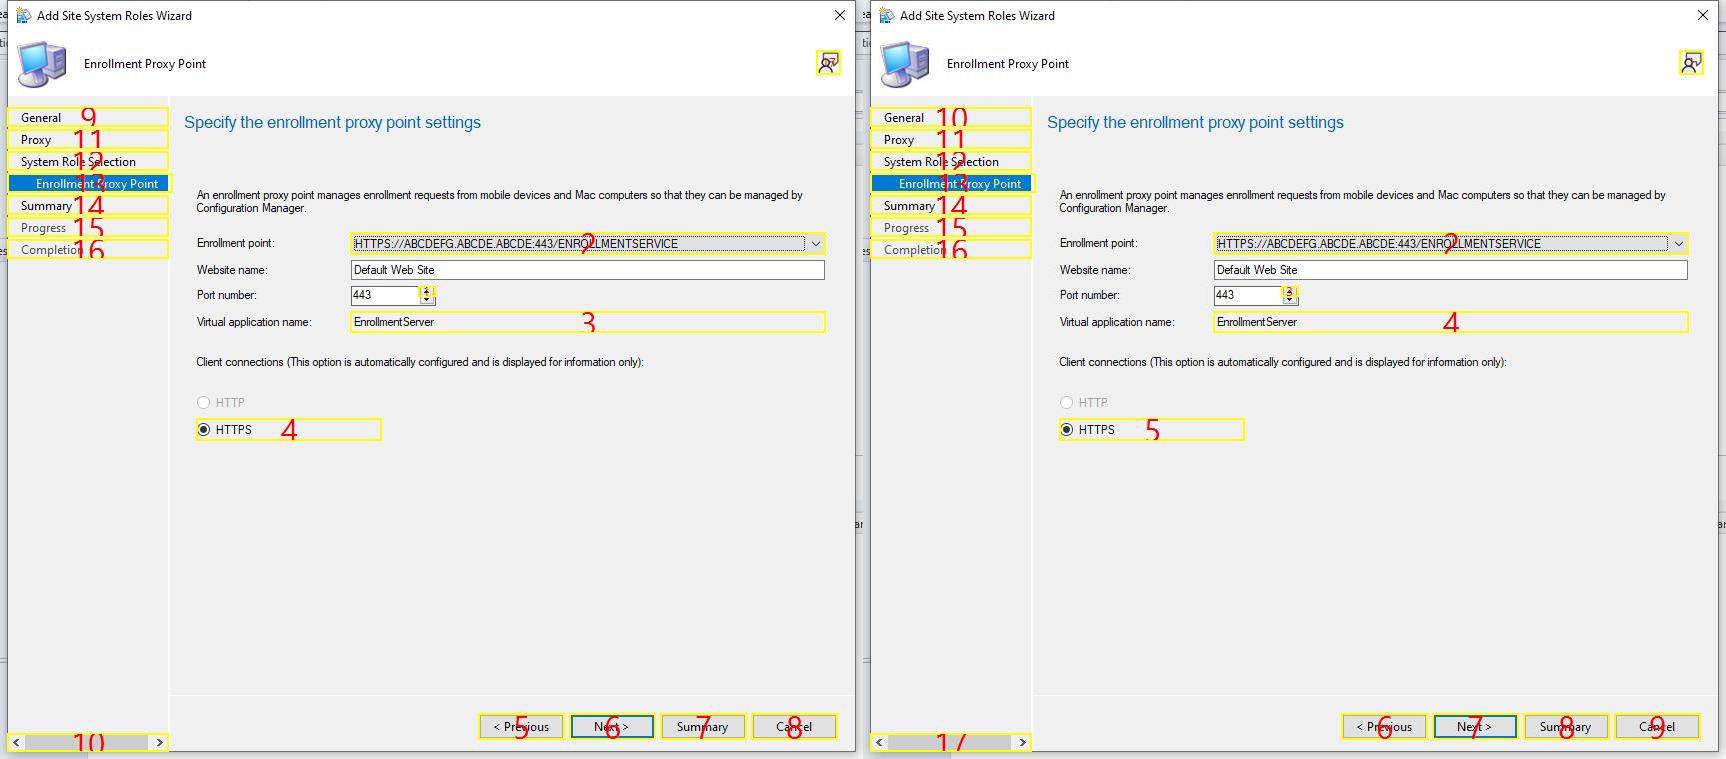 Add Site System Roles Wizard
Enrollment Proxy Point
17
General 9
Proxy 11
System Role Selection 12
Enrollment Proxy Point 13
Summary 14
Progress 15
Completion 16
Specify the enrollment proxy point settings
An enrollment proxy point manages enrollment requests from mobile devices and Mac computers so that they can be managed by
Configuration Manager.
Enrollment point: HTTPS://ABCDEFG.ABCDE.ABCDE:443/ENROLLMENTSERVICE 2
Website name: Default Web Site
Port number: 443 1
Virtual application name: EnrollmentServer 3
Client connections (This option is automatically configured and is displayed for information only):
HTTP
HTTPS 4
< Previous 5
Next > 6
Summary 7
Cancel 8
< 10 >
Add Site System Roles Wizard
Enrollment Proxy Point
1
General 10
Proxy 11
System Role Selection 12
Enrollment Proxy Point 13
Summary 14
Progress 15
Completion 16
Specify the enrollment proxy point settings
An enrollment proxy point manages enrollment requests from mobile devices and Mac computers so that they can be managed by
Configuration Manager.
Enrollment point: HTTPS://ABCDEFG.ABCDE.ABCDE:443/ENROLLMENTSERVICE 2
Website name: Default Web Site
Port number: 443 3
Virtual application name: EnrollmentServer 4
Client connections (This option is automatically configured and is displayed for information only):
HTTP
HTTPS 5
< Previous 6
Next > 7
Summary 8
Cancel 9
< 17 >